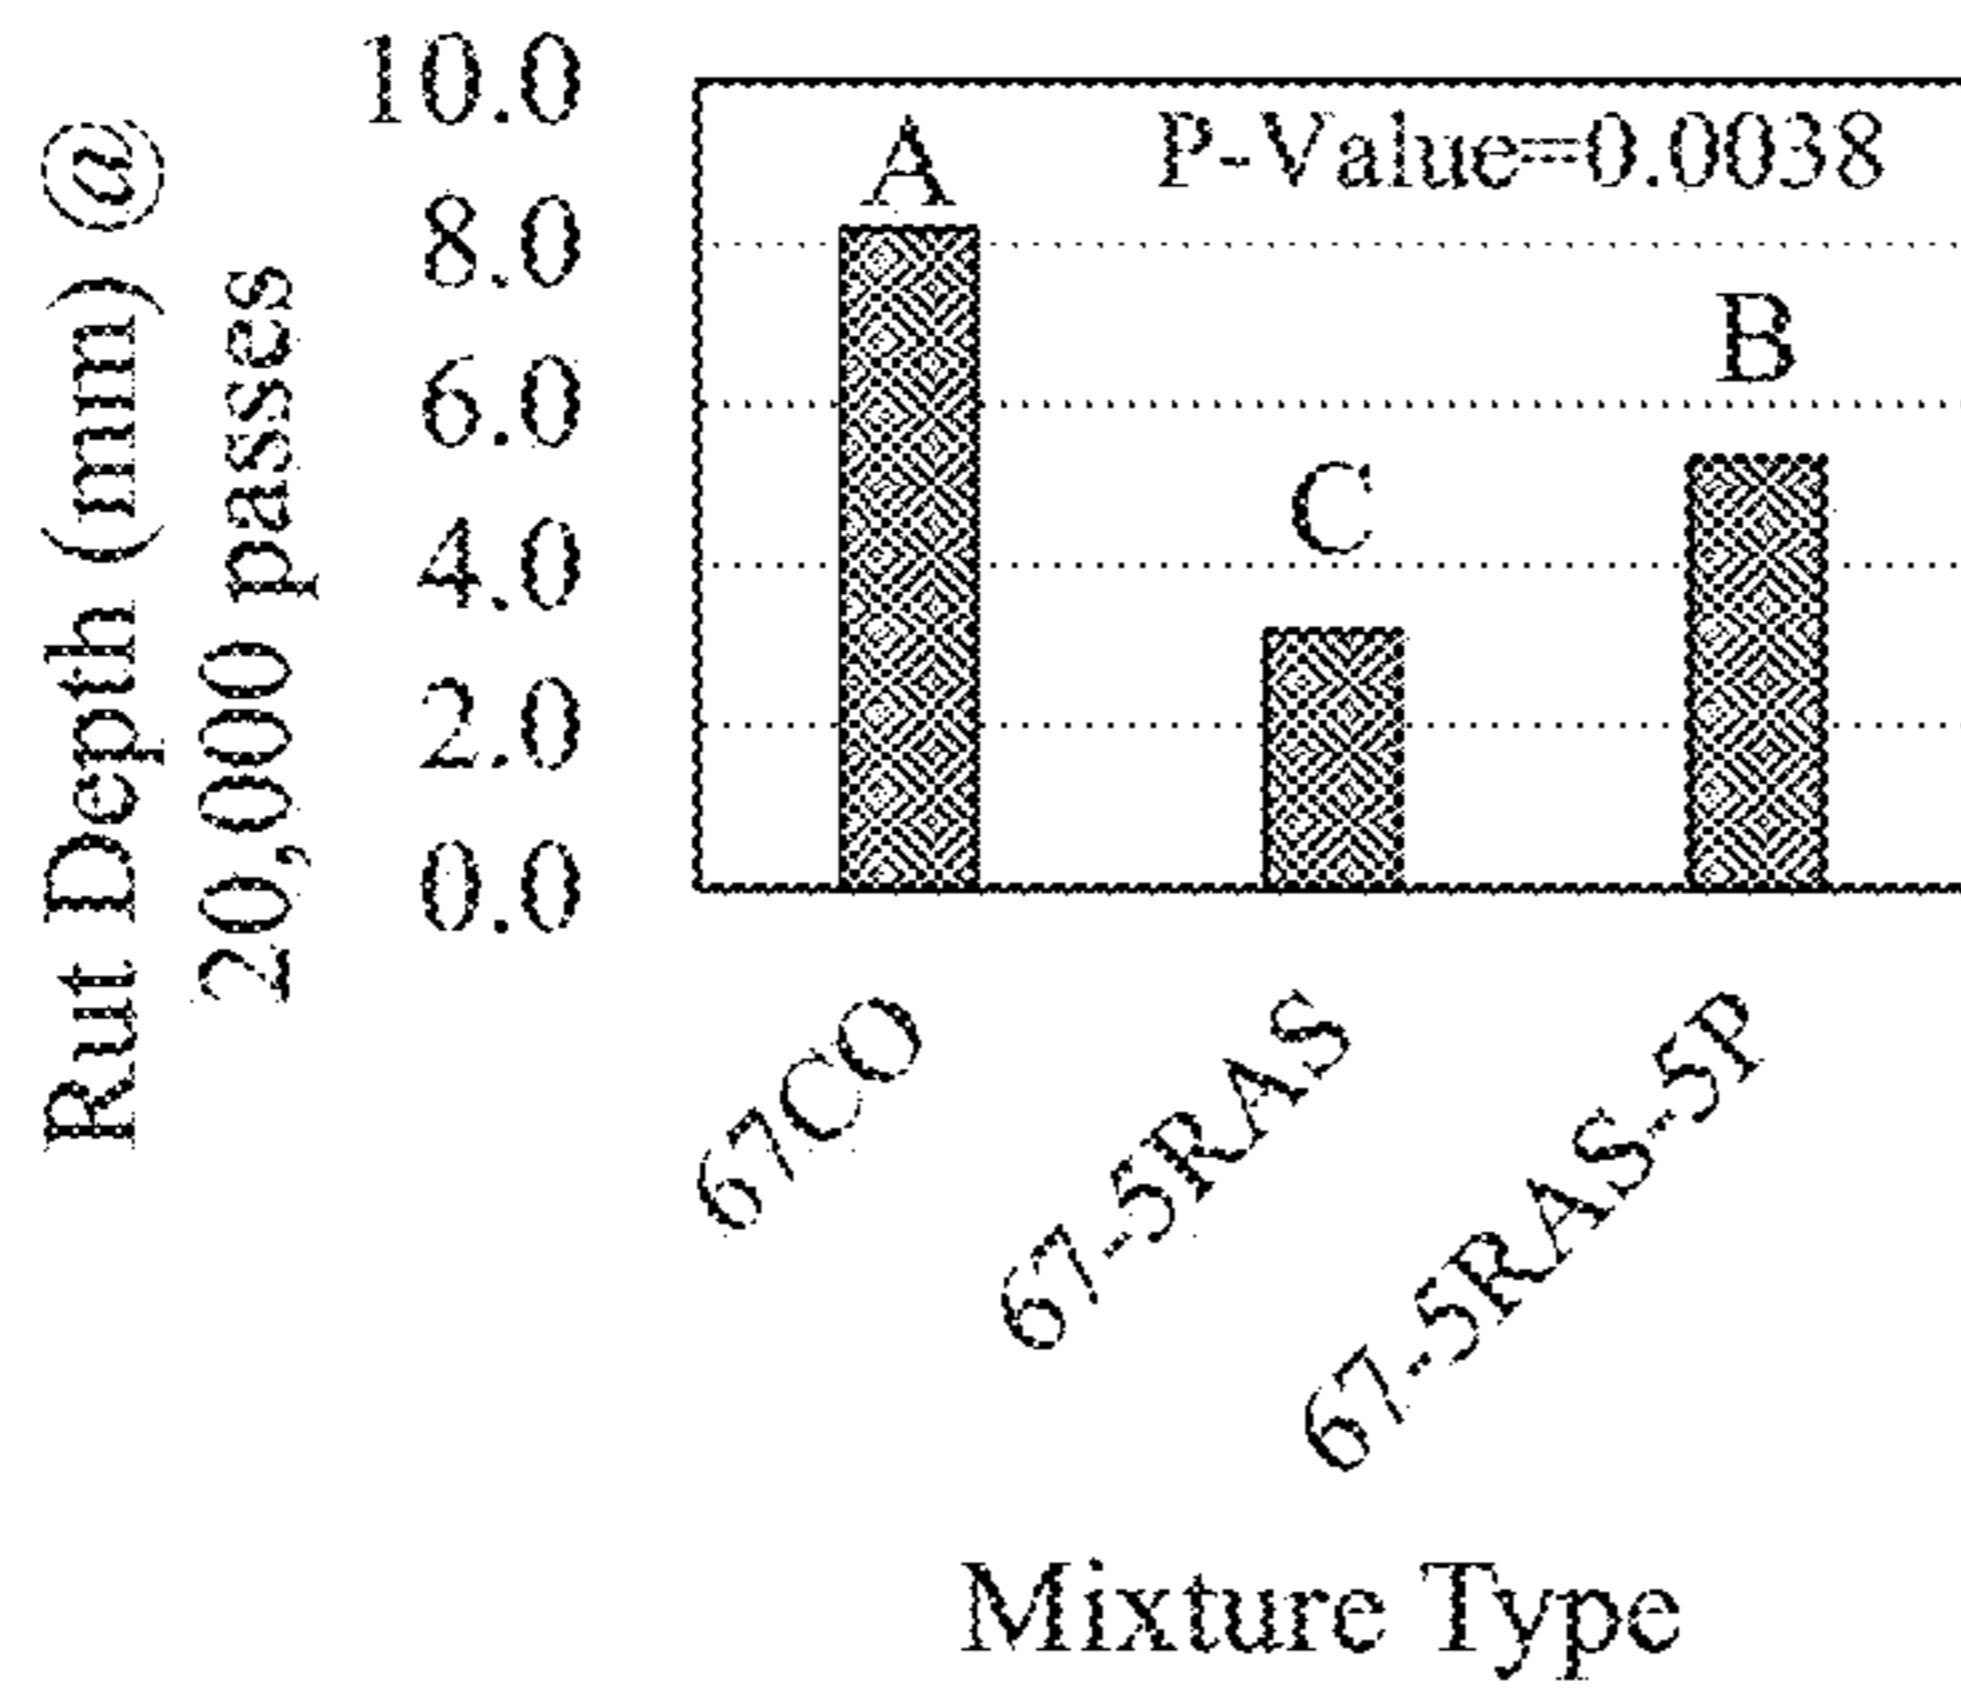 Rut Depth (mm) @
20,000 passes
10.0
8.0
6.0
4.0
2.0
0.0
P-Value=0.0038
A
B
C
67CO
67-5RAS
67-5RAS-5P
Mixture Type